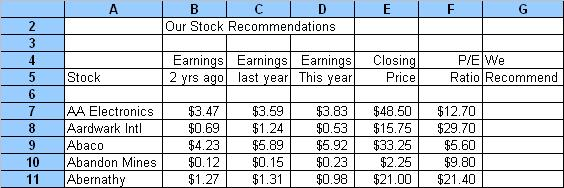 A B C D E F G
2 Our Stock Recommendations
3
4 Earnings Earnings Earnings Closing P/E We
5 Stock 2 yrs ago last year This year Price Ratio Recommend
6
7 AA Electronics $3.47 $3.59 $3.83 $48.50 $12.70
8 Aardwark Intl $0.69 $1.24 $0.53 $15.75 $29.70
9 Abaco $4.23 $5.89 $5.92 $33.25 $5.60
10 Abandon Mines $0.12 $0.15 $0.23 $2.25 $9.80
11 Abernathy $1.27 $1.31 $0.98 $21.00 $21.40